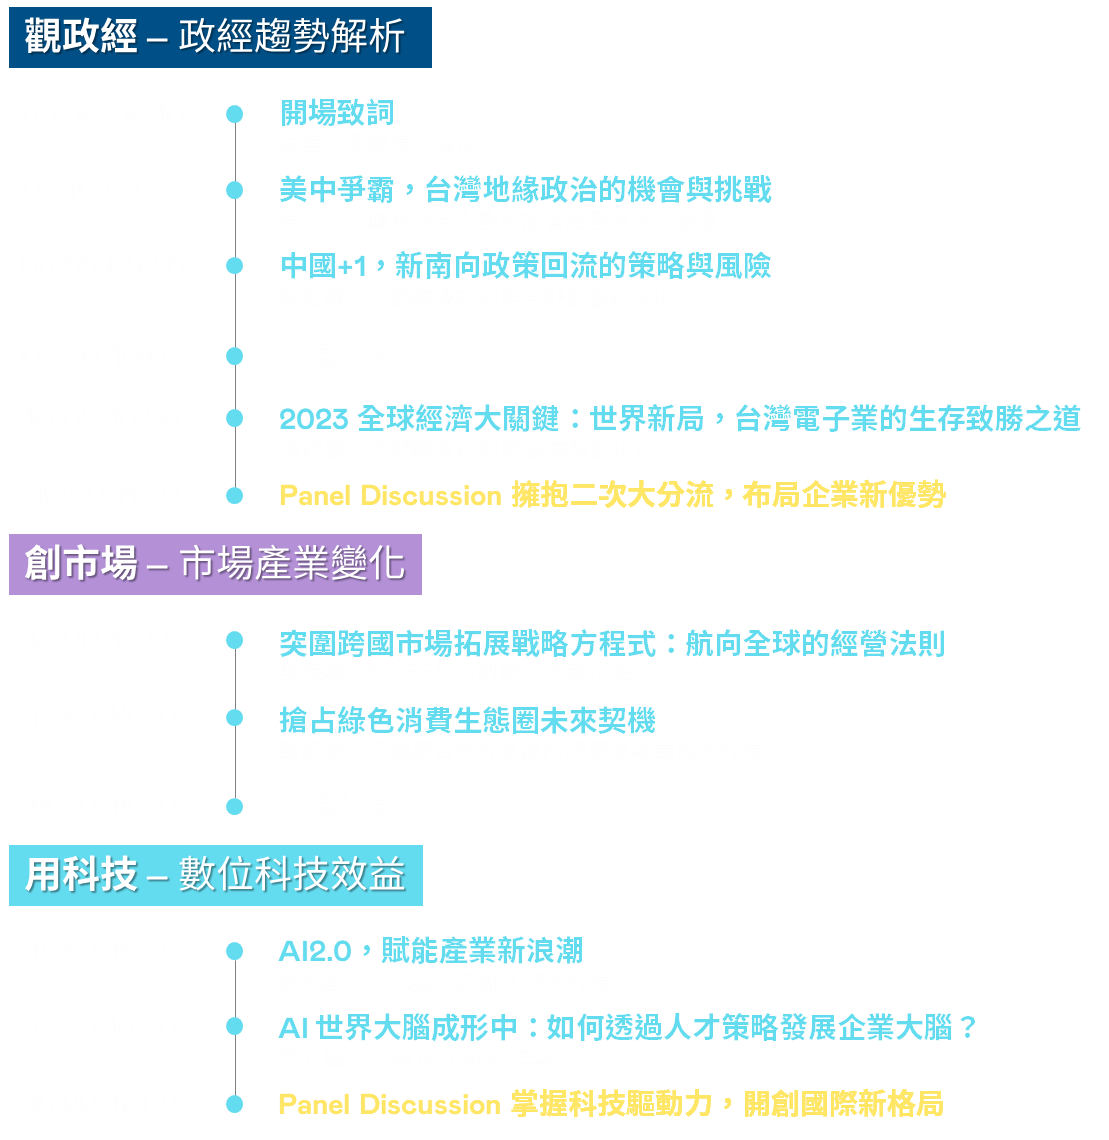 觀政經 – 政經趨勢解析
開場致詞
美中爭霸，台灣地緣政治的機會與挑戰
中國+1，新南向政策回流的策略與風險
2023 全球經濟大關鍵：世界新局，台灣電子業的生存致勝之道
Panel Discussion 擁抱二次大分流，布局企業新優勢
創市場 – 市場產業變化
突圍跨國市場拓展戰略方程式：航向全球的經營法則
搶占綠色消費生態圈未來契機
用科技 – 數位科技效益
AI2.0，賦能產業新浪潮
AI 世界大腦成形中：如何透過人才策略發展企業大腦？
Panel Discussion 掌握科技驅動力，開創國際新格局